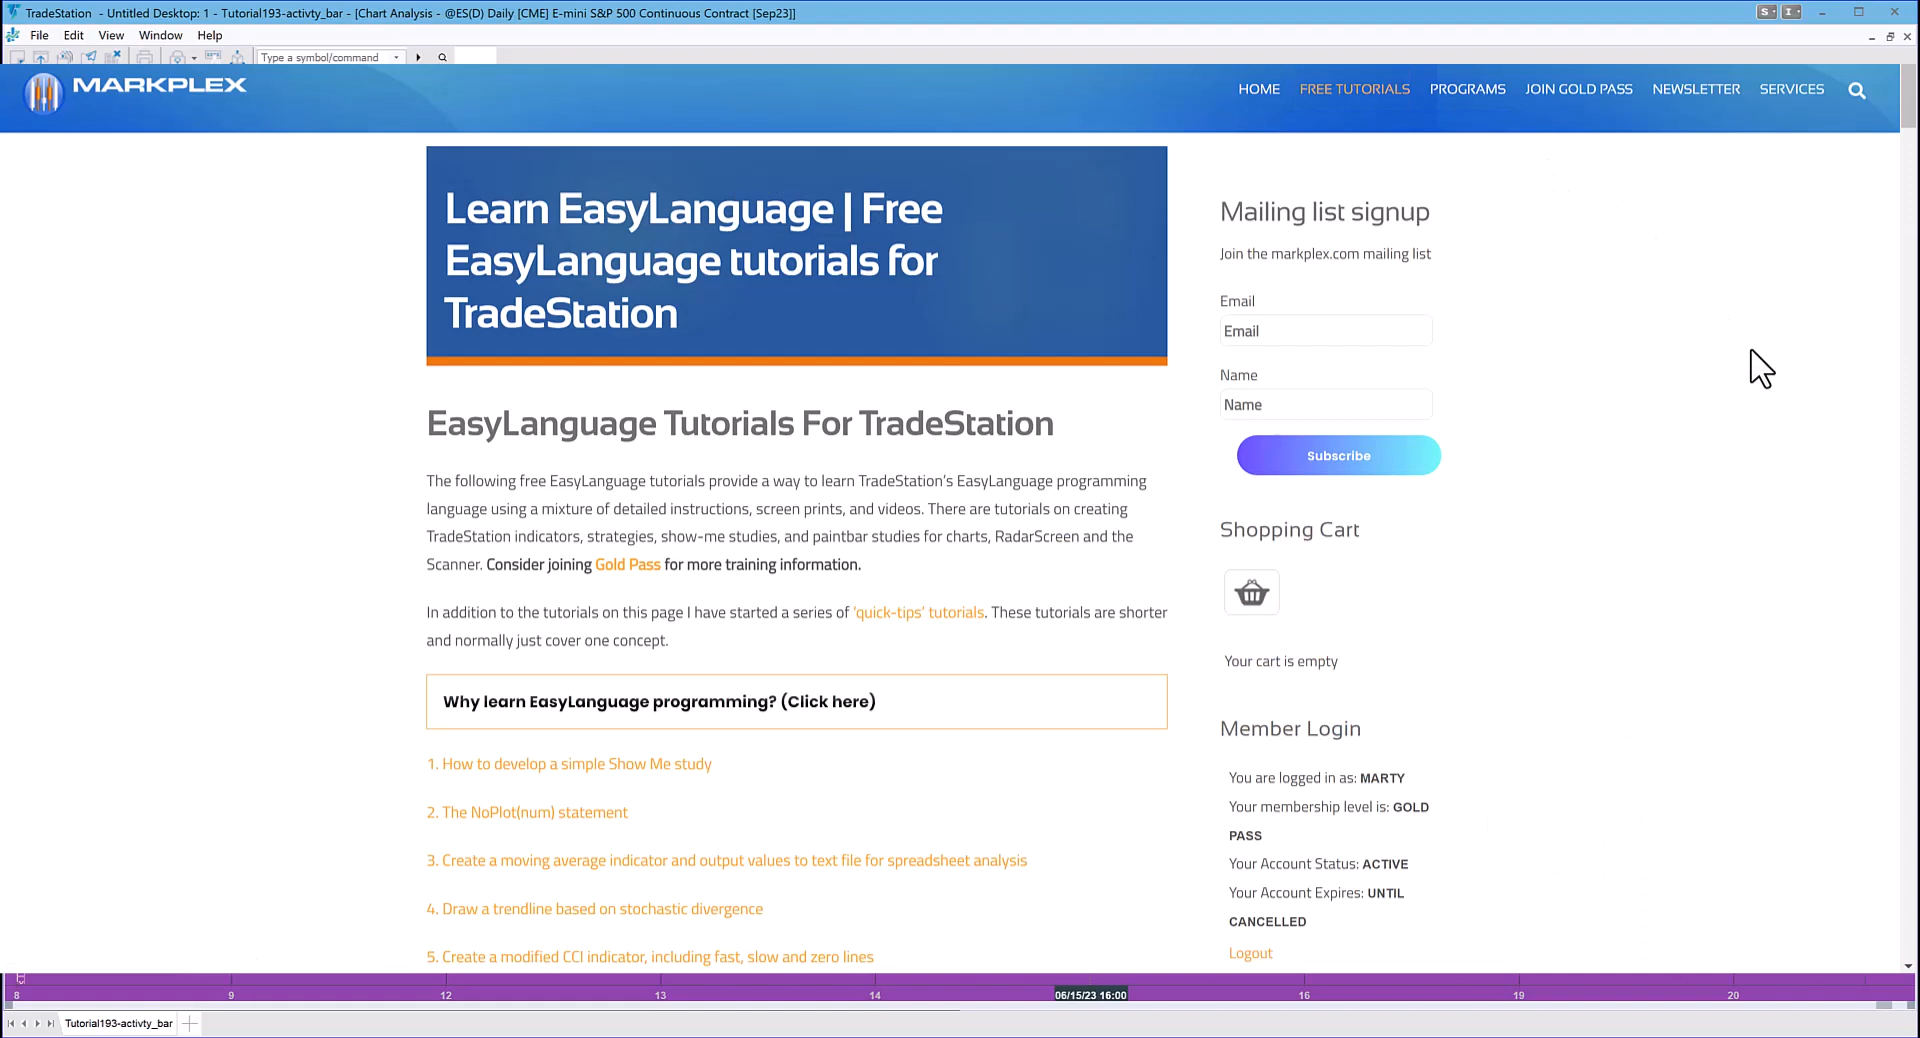 TradeStation - Untitled Desktop: 1 - Tutorial193-activty_bar - [Chart Analysis - @ES(D) Daily [CME] E-mini S&P 500 Continuous Contract [Sep23]]
S I
File Edit View Window Help
Type a symbol/command
MARKPLEX
HOME FREE TUTORIALS PROGRAMS JOIN GOLD PASS NEWSLETTER SERVICES
Learn EasyLanguage | Free
EasyLanguage tutorials for
TradeStation
EasyLanguage Tutorials For TradeStation
The following free EasyLanguage tutorials provide a way to learn TradeStation's EasyLanguage programming
language using a mixture of detailed instructions, screen prints, and videos. There are tutorials on creating
TradeStation indicators, strategies, show-me studies, and paintbar studies for charts, RadarScreen and the
Scanner. Consider joining Gold Pass for more training information.
In addition to the tutorials on this page I have started a series of 'quick-tips' tutorials. These tutorials are shorter
and normally just cover one concept.
Why learn EasyLanguage programming? (Click here)
1. How to develop a simple Show Me study
2. The NoPlot(num) statement
3. Create a moving average indicator and output values to text file for spreadsheet analysis
4. Draw a trendline based on stochastic divergence
5. Create a modified CCI indicator, including fast, slow and zero lines
Mailing list signup
Join the markplex.com mailing list
Email
Email
Name
Name
Subscribe
Shopping Cart
Your cart is empty
Member Login
You are logged in as: MARTY
Your membership level is: GOLD
PASS
Your Account Status: ACTIVE
Your Account Expires: UNTIL
CANCELLED
Logout
8 9 12 13 14 06/15/23 16:00 16 19 20
Tutorial193-activty_bar